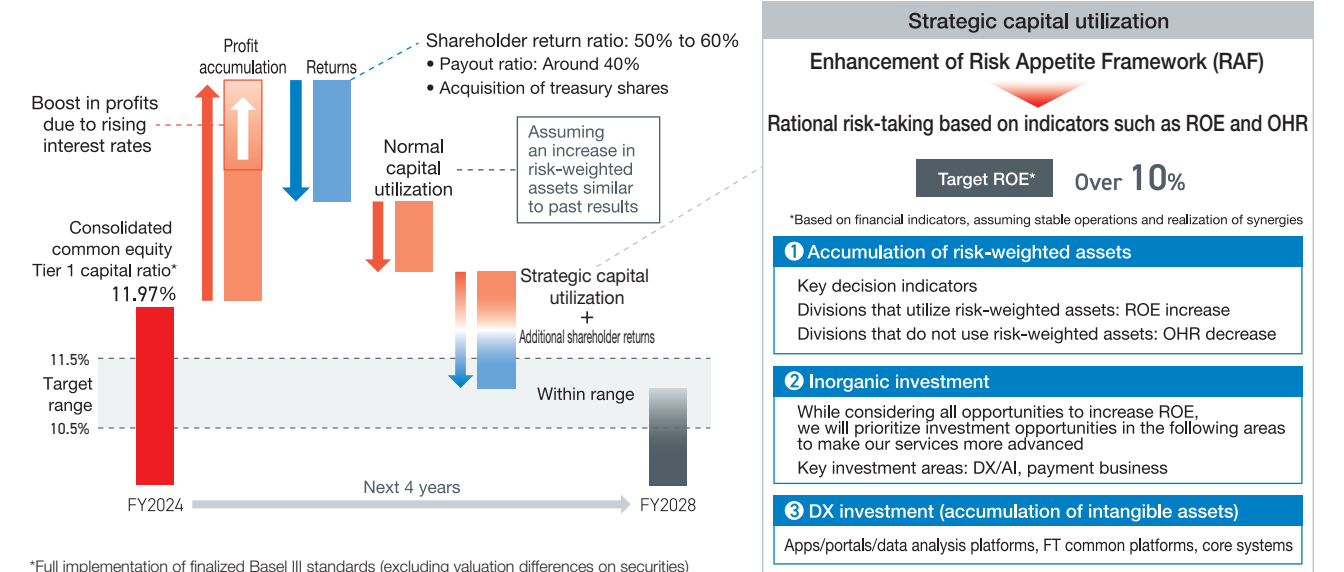 Profit
accumulation
Returns
Shareholder return ratio: 50% to 60%
• Payout ratio: Around 40%
• Acquisition of treasury shares
Boost in profits
due to rising
interest rates
Normal
capital
utilization
Assuming
an increase in
risk-weighted
assets similar
to past results
Consolidated
common equity
Tier 1 capital ratio*
11.97%
Strategic capital
utilization
+
Additional shareholder returns
11.5%
Target
range
10.5%
Within range
FY2024
Next 4 years
FY2028
*Full implementation of finalized Basel III standards (excluding valuation differences on securities)
Strategic capital utilization
Enhancement of Risk Appetite Framework (RAF)
Rational risk-taking based on indicators such as ROE and OHR
Target ROE* Over 10%
*Based on financial indicators, assuming stable operations and realization of synergies
❶ Accumulation of risk-weighted assets
Key decision indicators
Divisions that utilize risk-weighted assets: ROE increase
Divisions that do not use risk-weighted assets: OHR decrease
❷ Inorganic investment
While considering all opportunities to increase ROE,
we will prioritize investment opportunities in the following areas
to make our services more advanced
Key investment areas: DX/AI, payment business
❸ DX investment (accumulation of intangible assets)
Apps/portals/data analysis platforms, FT common platforms, core systems